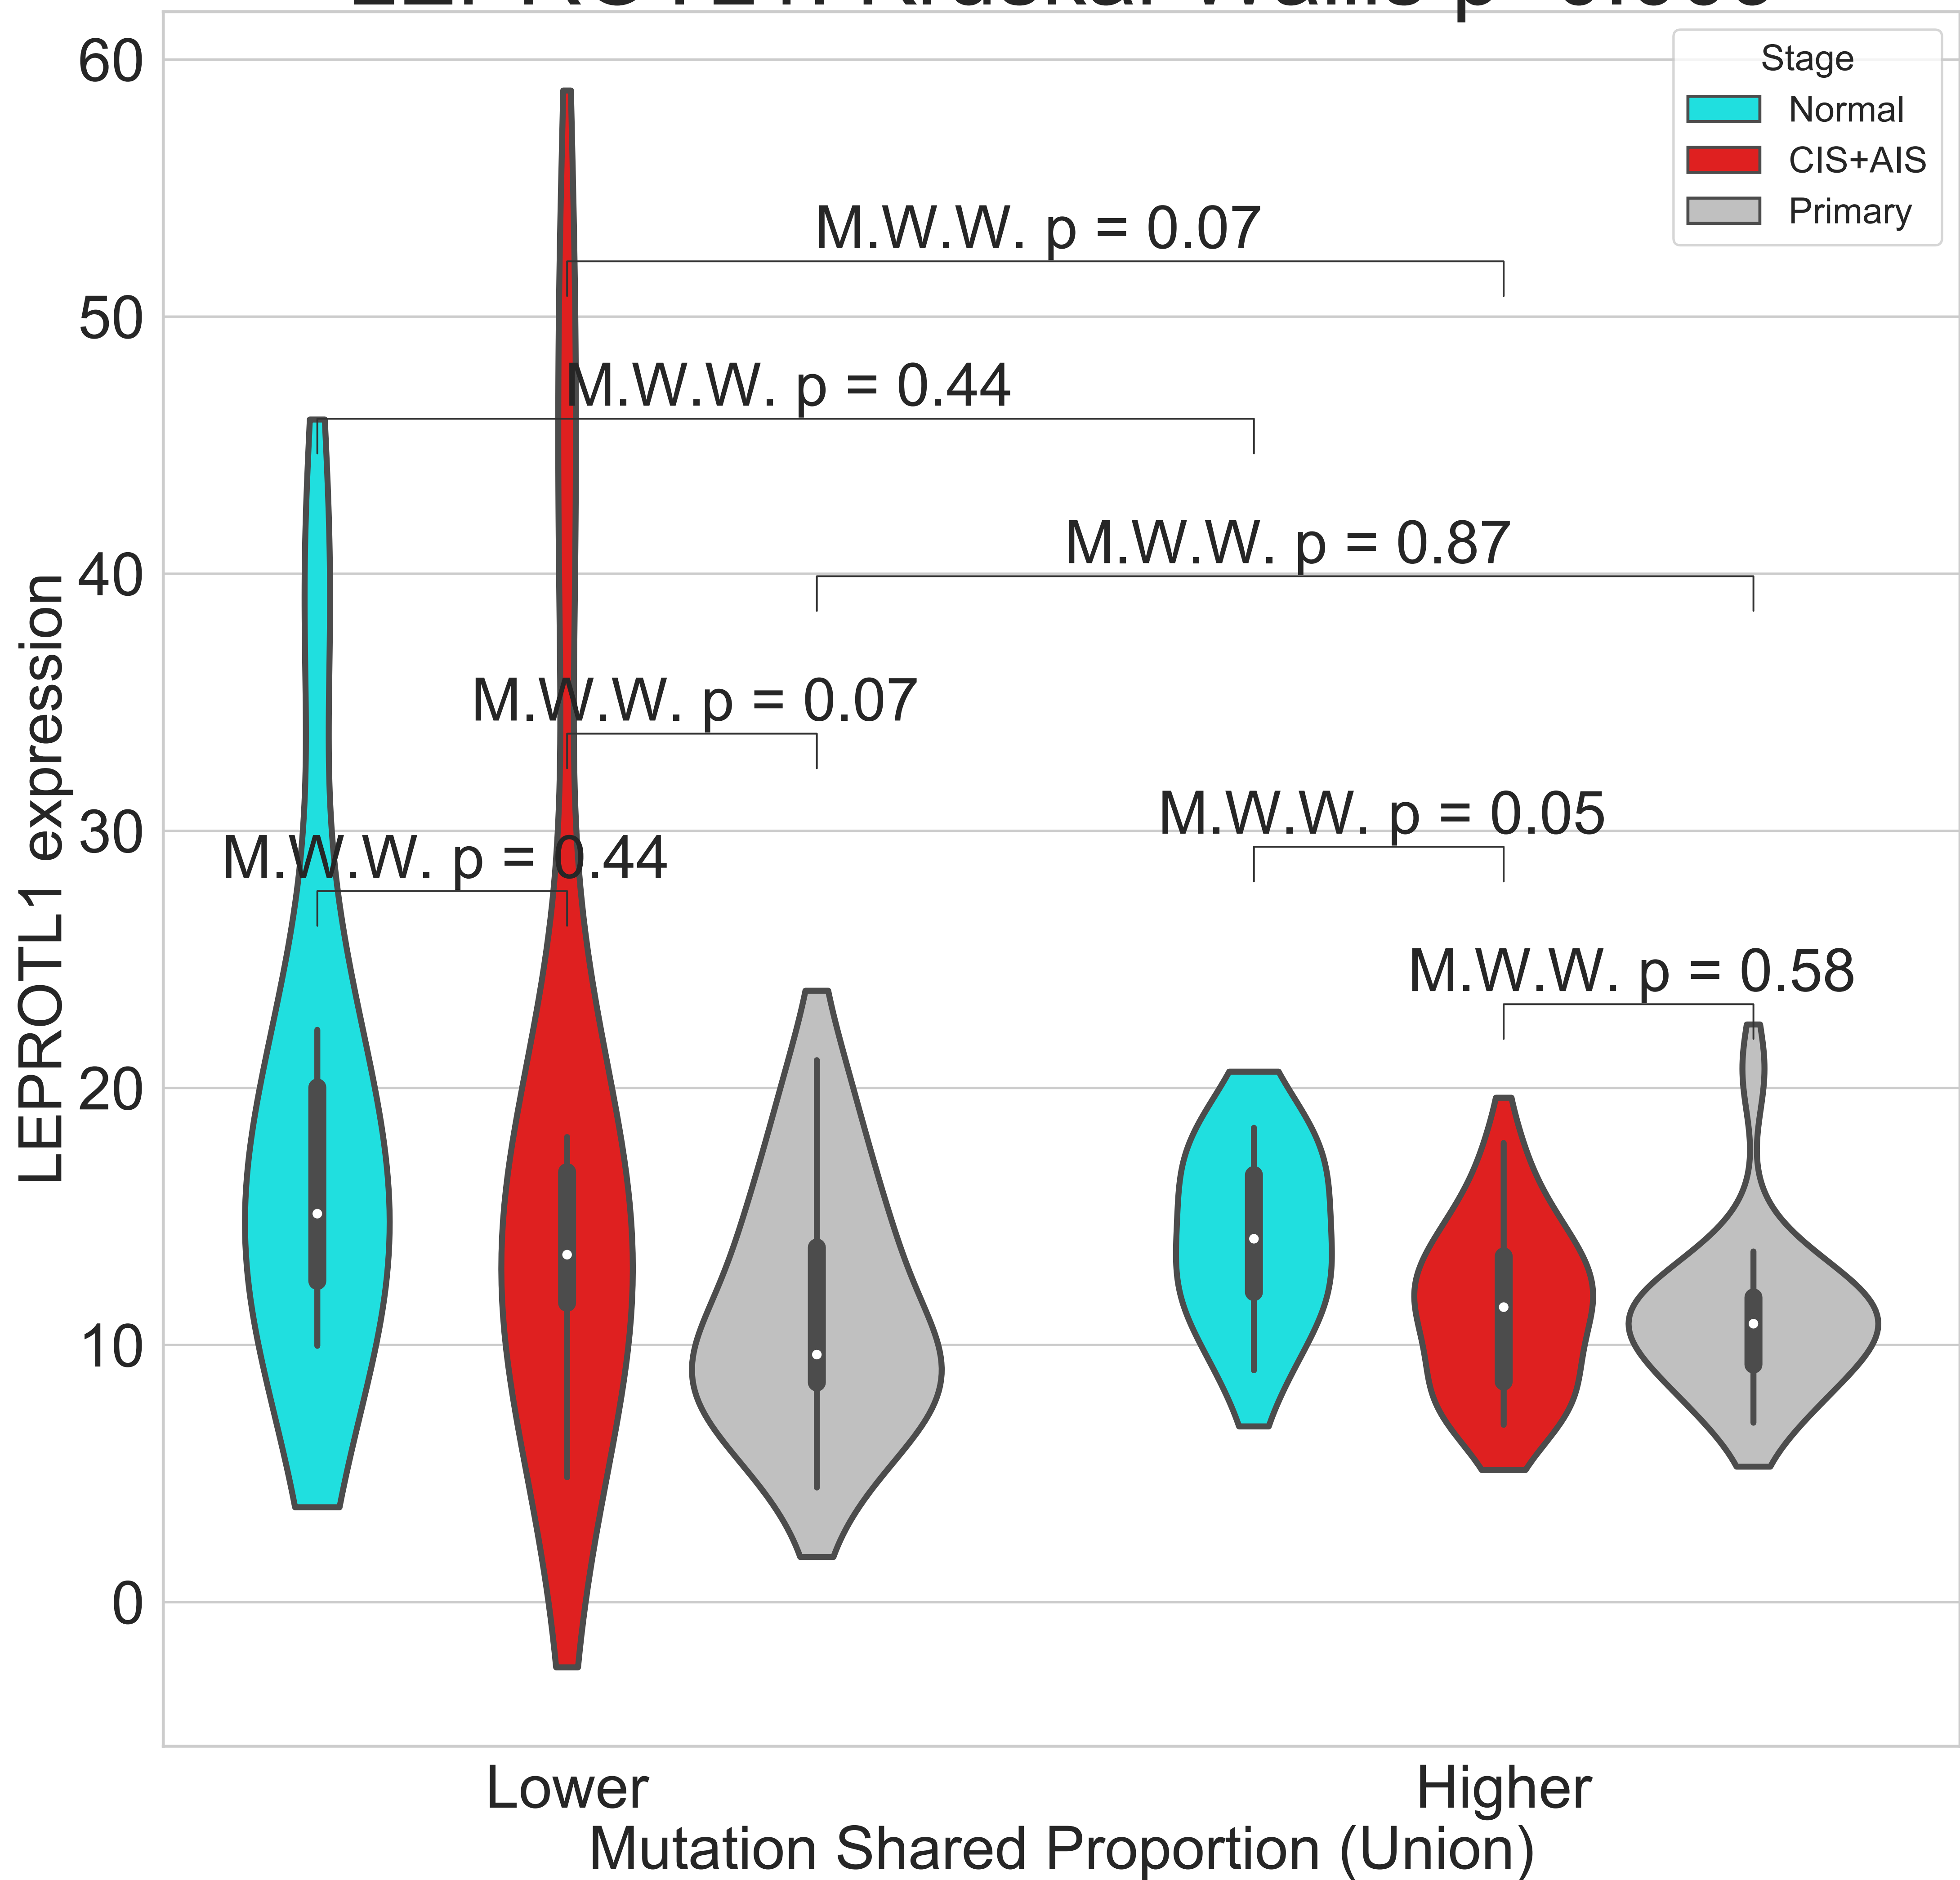 60
50
40
30
20
10
0
LEPROTL1 expression
Stage
Normal
CIS+AIS
Primary
M.W.W. p = 0.07
M.W.W. p = 0.44
M.W.W. p = 0.87
M.W.W. p = 0.07
M.W.W. p = 0.05
M.W.W. p = 0.44
M.W.W. p = 0.58
Lower
Higher
Mutation Shared Proportion (Union)